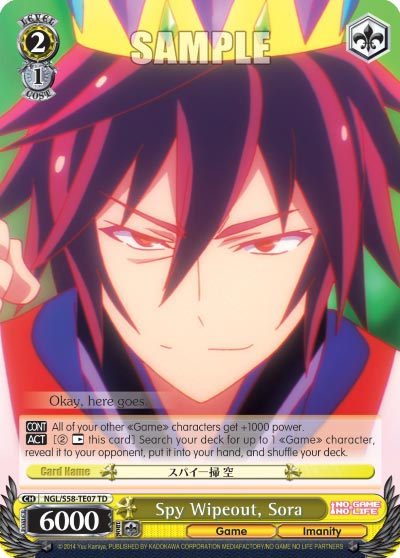 LEVEL
2
1
COST
SAMPLE
Okay, here goes.
CONT All of your other «Game» characters get +1000 power.
ACT [② this card] Search your deck for up to 1 «Game» character,
reveal it to your opponent, put it into your hand, and shuffle your deck.
Card Name スパイ一掃 空
CH NGL/S58-TE07 TD
POWER 6000 Spy Wipeout, Sora NO GAME NO LIFE
Game Imanity
© 2014 Yuu Kamiya, PUBLISHED BY KADOKAWA CORPORATION MEDIAFACTORY/NO GAME NO LIFE PARTNERS